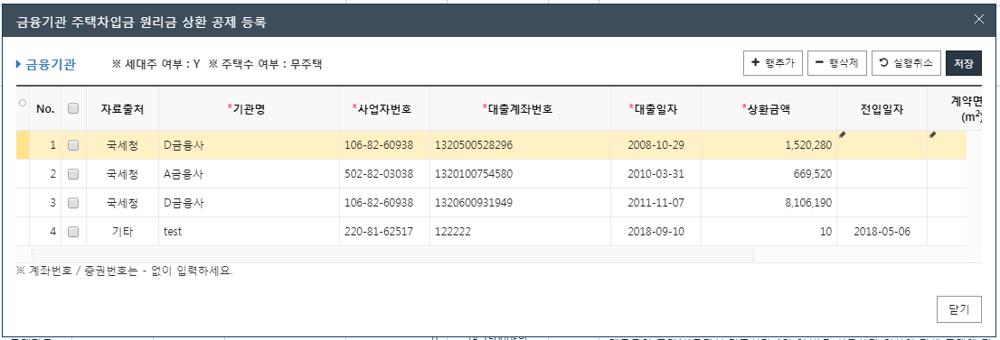 금융기관 주택차입금 원리금 상환 공제 등록
금융기관 ※ 세대주 여부 : Y ※ 주택수 여부 : 무주택 행추가 행삭제 실행취소 저장
No. 자료출처 *기관명 *사업자번호 *대출계좌번호 *대출일자 *상환금액 전입일자 계약면
(m²)
1 국세청 D금융사 106-82-60938 1320500528296 2008-10-29 1,520,280
2 국세청 A금융사 502-82-03038 1320100754580 2010-03-31 669,520
3 국세청 D금융사 106-82-60938 1320600931949 2011-11-07 8,106,190
4 기타 test 220-81-62517 122222 2018-09-10 10 2018-05-06
※ 계좌번호 / 증권번호는 - 없이 입력하세요.
닫기